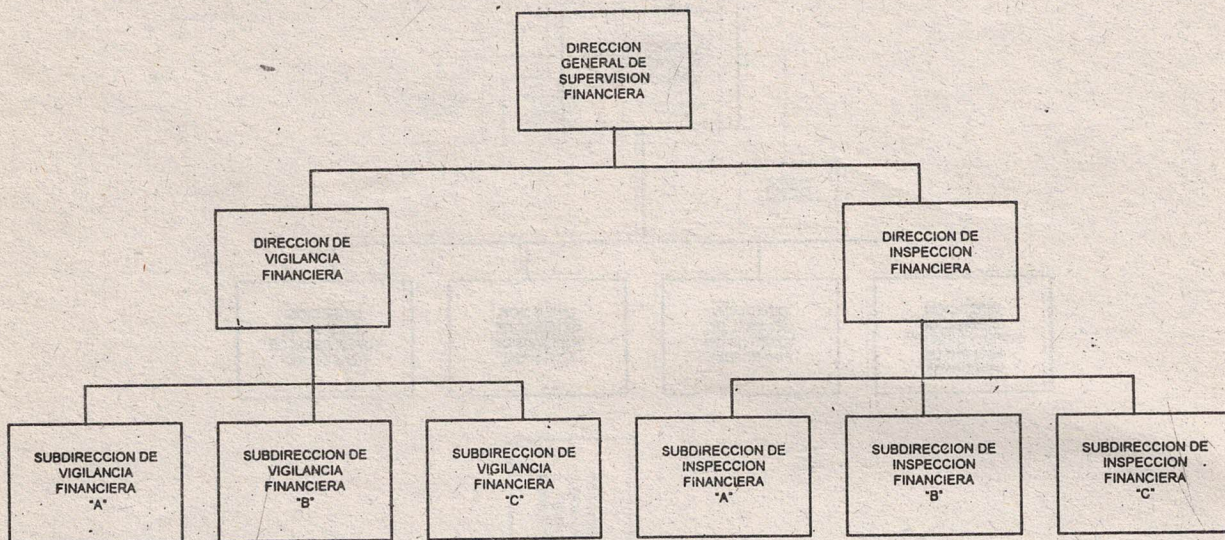 DIRECCION
GENERAL DE
SUPERVISION
FINANCIERA
DIRECCION DE
VIGILANCIA
FINANCIERA
DIRECCION DE
INSPECCION
FINANCIERA
SUBDIRECCION DE
VIGILANCIA
FINANCIERA
"A"
SUBDIRECCION DE
VIGILANCIA
FINANCIERA
"B"
SUBDIRECCION DE
VIGILANCIA
FINANCIERA
"C"
SUBDIRECCION DE
INSPECCION
FINANCIERA
"A"
SUBDIRECCION DE
INSPECCION
FINANCIERA
"B"
SUBDIRECCION DE
INSPECCION
FINANCIERA
"C"